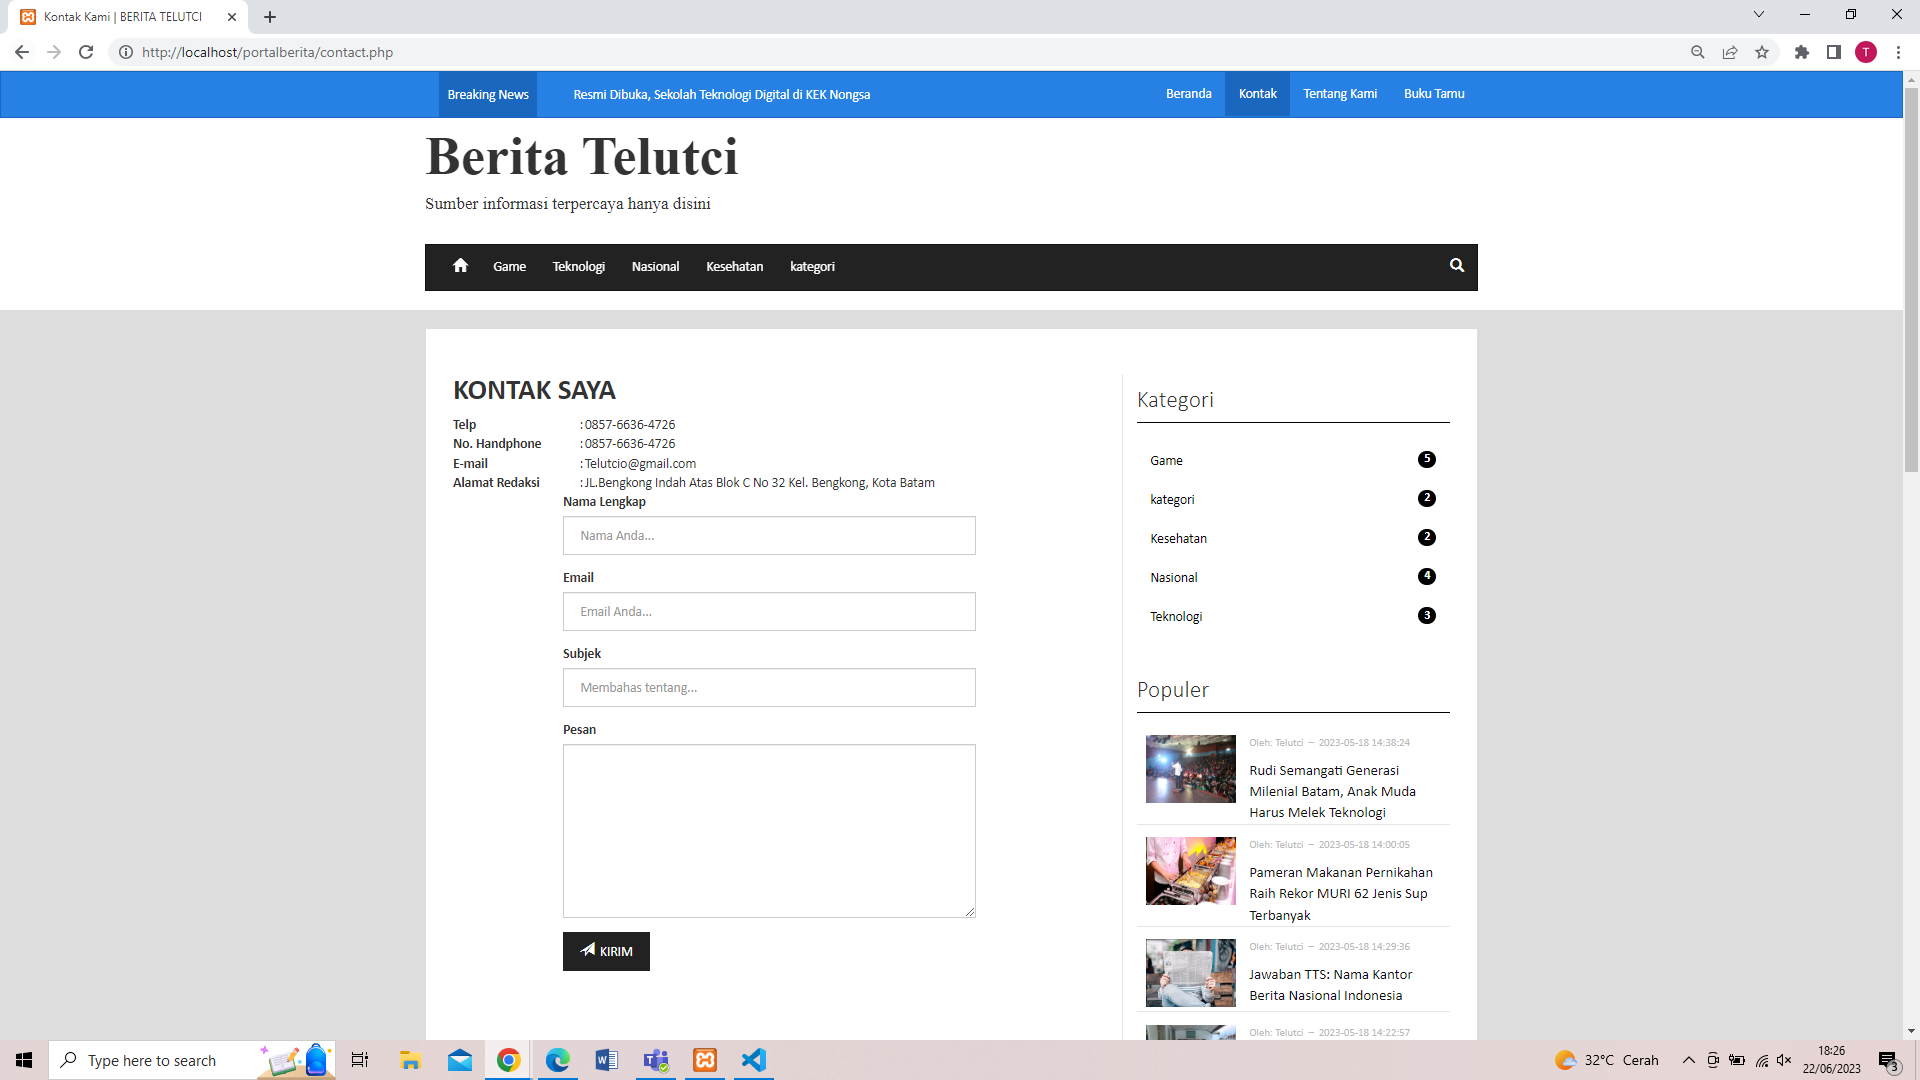 Kontak Kami | BERITA TELUTCI
http://localhost/portalberita/contact.php
T
Breaking News
Resmi Dibuka, Sekolah Teknologi Digital di KEK Nongsa
Beranda Kontak Tentang Kami Buku Tamu
Berita Telutci
Sumber informasi terpercaya hanya disini
Game Teknologi Nasional Kesehatan kategori
KONTAK SAYA
Telp : 0857-6636-4726
No. Handphone : 0857-6636-4726
E-mail : Telutcio@gmail.com
Alamat Redaksi : JL.Bengkong Indah Atas Blok C No 32 Kel. Bengkong, Kota Batam
Nama Lengkap
Nama Anda...
Email
Email Anda...
Subjek
Membahas tentang...
Pesan
KIRIM
Kategori
Game 5
kategori 2
Kesehatan 2
Nasional 4
Teknologi 3
Populer
Oleh: Telutci – 2023-05-18 14:38:24
Rudi Semangati Generasi
Milenial Batam, Anak Muda
Harus Melek Teknologi
Oleh: Telutci – 2023-05-18 14:00:05
Pameran Makanan Pernikahan
Raih Rekor MURI 62 Jenis Sup
Terbanyak
Oleh: Telutci – 2023-05-18 14:29:36
Jawaban TTS: Nama Kantor
Berita Nasional Indonesia
Oleh: Telutci – 2023-05-18 14:22:57
Type here to search
32°C Cerah
18:26
22/06/2023
3